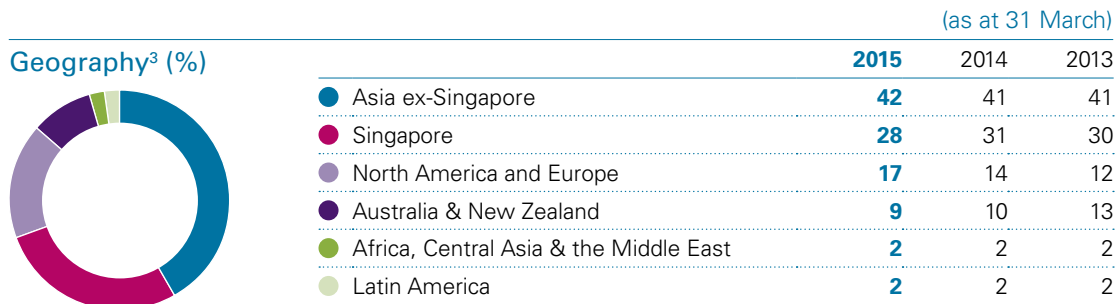 (as at 31 March)
Geography³ (%) 2015 2014 2013
Asia ex-Singapore 42 41 41
Singapore 28 31 30
North America and Europe 17 14 12
Australia & New Zealand 9 10 13
Africa, Central Asia & the Middle East 2 2 2
Latin America 2 2 2